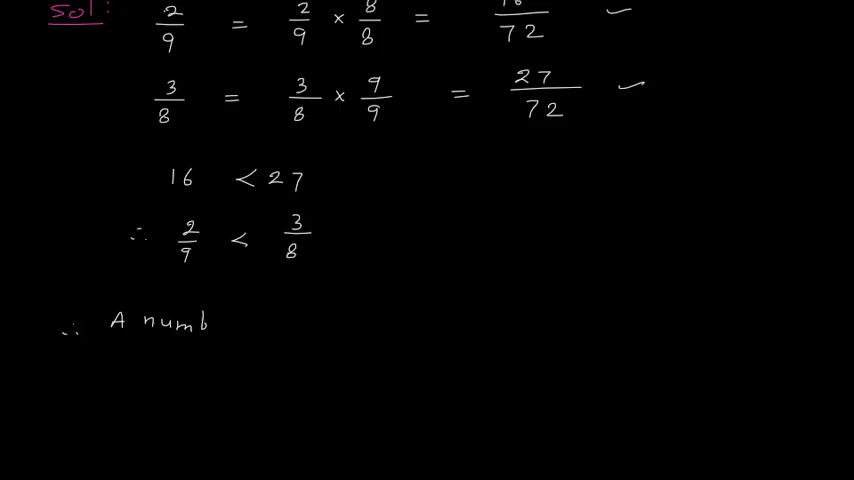 Sol: 2/9 = 2/9 × 8/8 = 16/72 ✓
3/8 = 3/8 × 9/9 = 27/72 ✓
16 < 27
∴ 2/9 < 3/8
∴ A numb